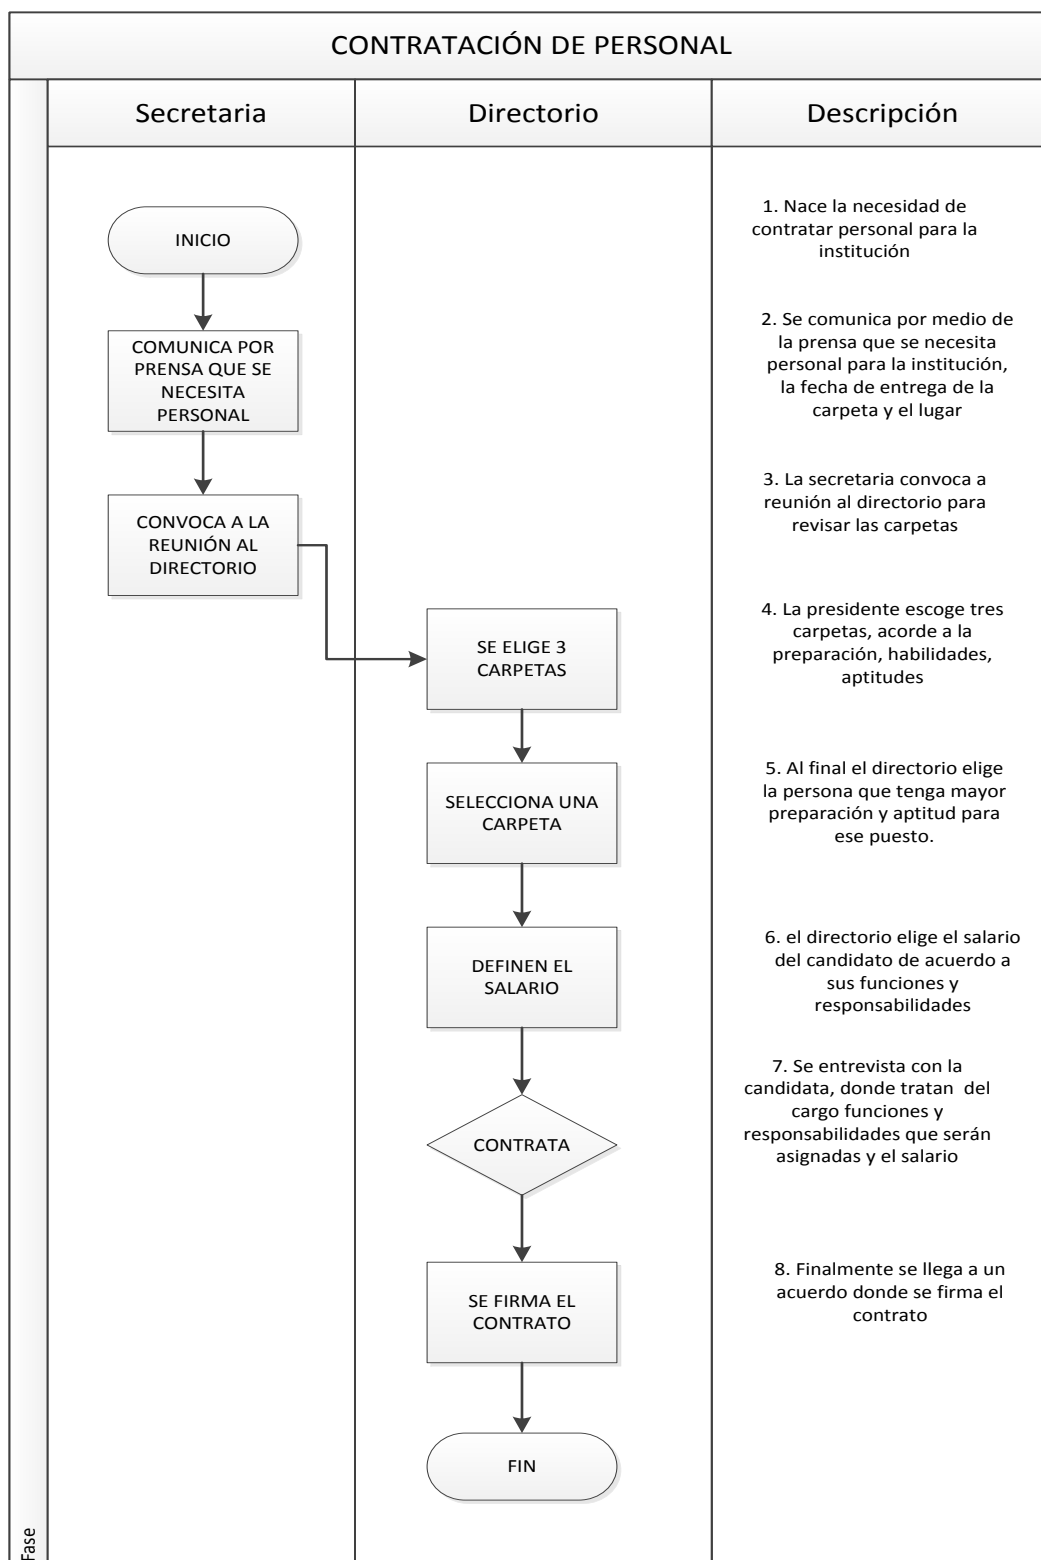 CONTRATACIÓN DE PERSONAL
Secretaria
Directorio
Descripción
INICIO
1. Nace la necesidad de
contratar personal para la
institución
COMUNICA POR
PRENSA QUE SE
NECESITA
PERSONAL
2. Se comunica por medio de
la prensa que se necesita
personal para la institución,
la fecha de entrega de la
carpeta y el lugar
CONVOCA A LA
REUNIÓN AL
DIRECTORIO
3. La secretaria convoca a
reunión al directorio para
revisar las carpetas
SE ELIGE 3
CARPETAS
4. La presidente escoge tres
carpetas, acorde a la
preparación, habilidades,
aptitudes
SELECCIONA UNA
CARPETA
5. Al final el directorio elige
la persona que tenga mayor
preparación y aptitud para
ese puesto.
DEFINEN EL
SALARIO
6. el directorio elige el salario
del candidato de acuerdo a
sus funciones y
responsabilidades
CONTRATA
7. Se entrevista con la
candidata, donde tratan  del
cargo funciones y
responsabilidades que serán
asignadas y el salario
SE FIRMA EL
CONTRATO
8. Finalmente se llega a un
acuerdo donde se firma el
contrato
FIN
Fase